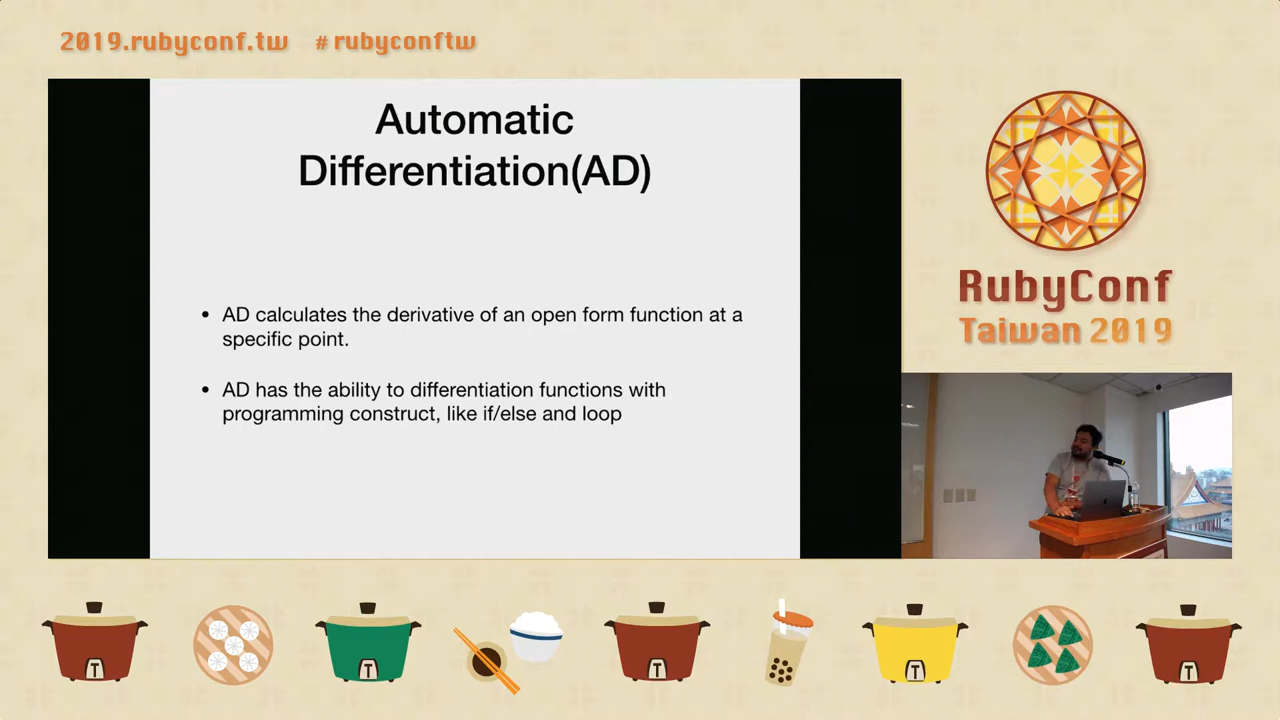 2019.rubyconf.tw #rubyconftw
Automatic
Differentiation(AD)
• AD calculates the derivative of an open form function at a
specific point.
• AD has the ability to differentiation functions with
programming construct, like if/else and loop
RubyConf
Taiwan 2019
T
T
T
T
T